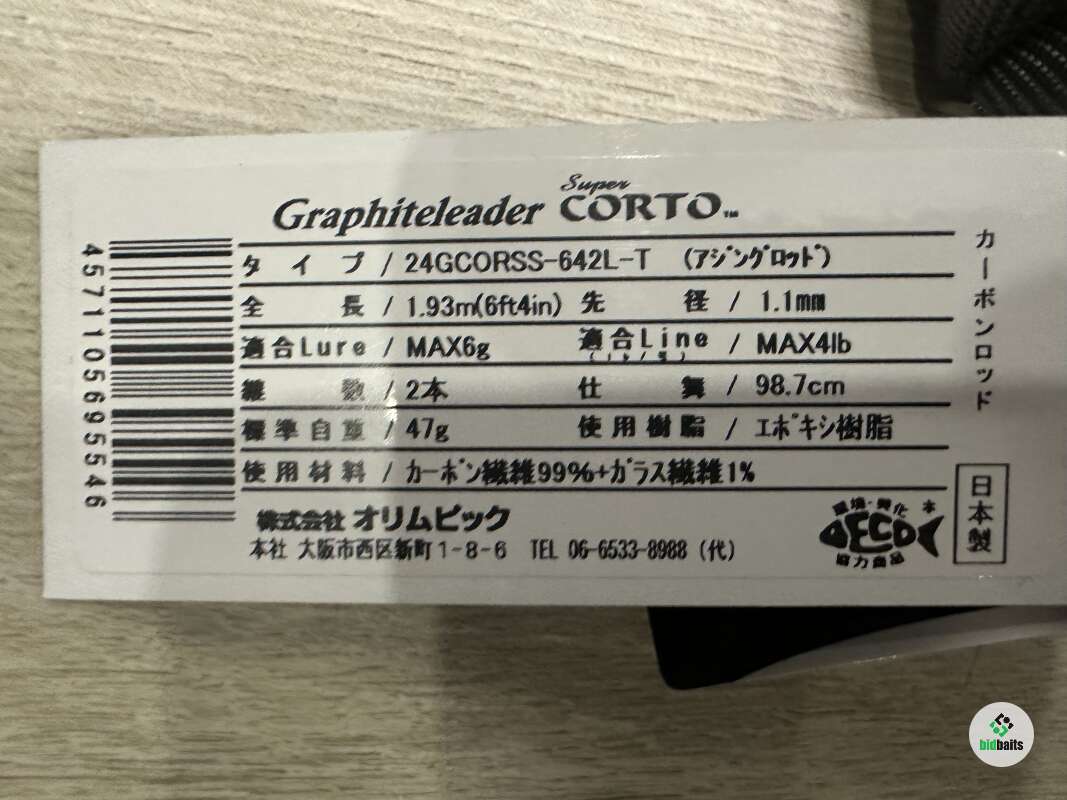 Graphiteleader Super CORTO™
タイプ / 24GCORSS-642L-T (アジングロッド)
全長 / 1.93m(6ft4in) 先径 / 1.1mm
適合Lure / MAX6g 適合Line / MAX4lb
継数 / 2本 仕舞 / 98.7cm
標準自重 / 47g 使用樹脂 / エポキシ樹脂
使用材料 / カーボン繊維99%+ガラス繊維1%
株式会社 オリムピック
本社 大阪市西区新町1-8-6 TEL 06-6533-8988 (代)
カーボンロッド
日本製
4571105695546
ECO
協力商品
bidbaits